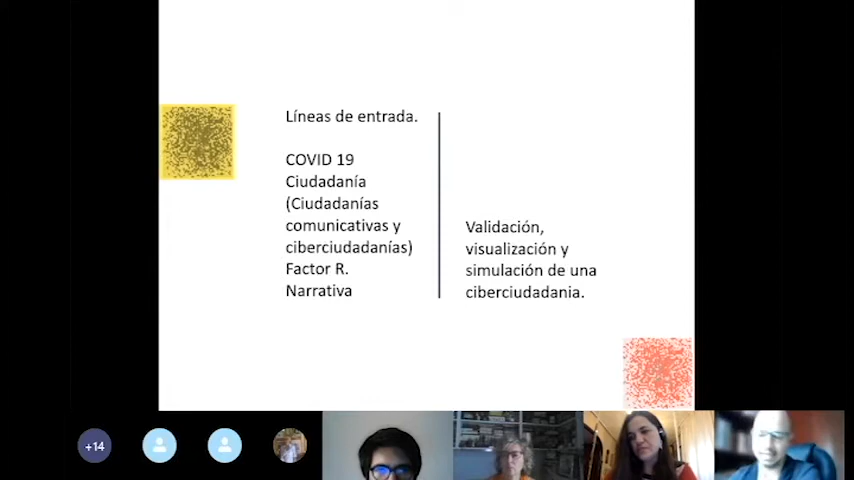 Líneas de entrada.
COVID 19
Ciudadanía
(Ciudadanías
comunicativas y
ciberciudadanías)
Factor R.
Narrativa
Validación,
visualización y
simulación de una
ciberciudadania.
+14